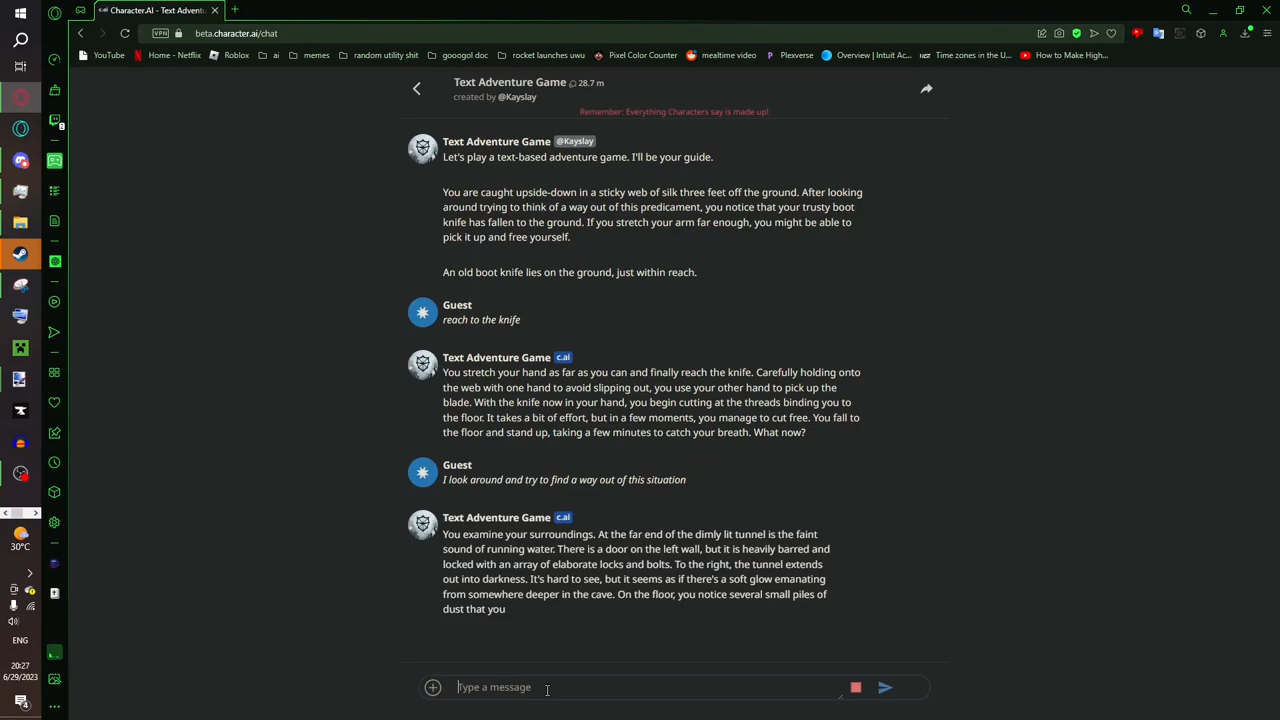 Character.AI - Text Adventu
VPN
beta.character.ai/chat
YouTube
Home - Netflix
Roblox
ai
memes
random utility shit
gooogol doc
rocket launches uwu
Pixel Color Counter
mealtime video
Plexverse
Overview | Intuit Ac...
Time zones in the U...
How to Make High...
Text Adventure Game 28.7 m
created by @Kayslay
Remember: Everything Characters say is made up!
Text Adventure Game @Kayslay
Let's play a text-based adventure game. I'll be your guide.
You are caught upside-down in a sticky web of silk three feet off the ground. After looking
around trying to think of a way out of this predicament, you notice that your trusty boot
knife has fallen to the ground. If you stretch your arm far enough, you might be able to
pick it up and free yourself.
An old boot knife lies on the ground, just within reach.
Guest
reach to the knife
Text Adventure Game c.ai
You stretch your hand as far as you can and finally reach the knife. Carefully holding onto
the web with one hand to avoid slipping out, you use your other hand to pick up the
blade. With the knife now in your hand, you begin cutting at the threads binding you to
the floor. It takes a bit of effort, but in a few moments, you manage to cut free. You fall to
the floor and stand up, taking a few minutes to catch your breath. What now?
Guest
I look around and try to find a way out of this situation
Text Adventure Game c.ai
You examine your surroundings. At the far end of the dimly lit tunnel is the faint
sound of running water. There is a door on the left wall, but it is heavily barred and
locked with an array of elaborate locks and bolts. To the right, the tunnel extends
out into darkness. It's hard to see, but it seems as if there's a soft glow emanating
from somewhere deeper in the cave. On the floor, you notice several small piles of
dust that you
Type a message
30°C
ENG
20:27
6/29/2023
4